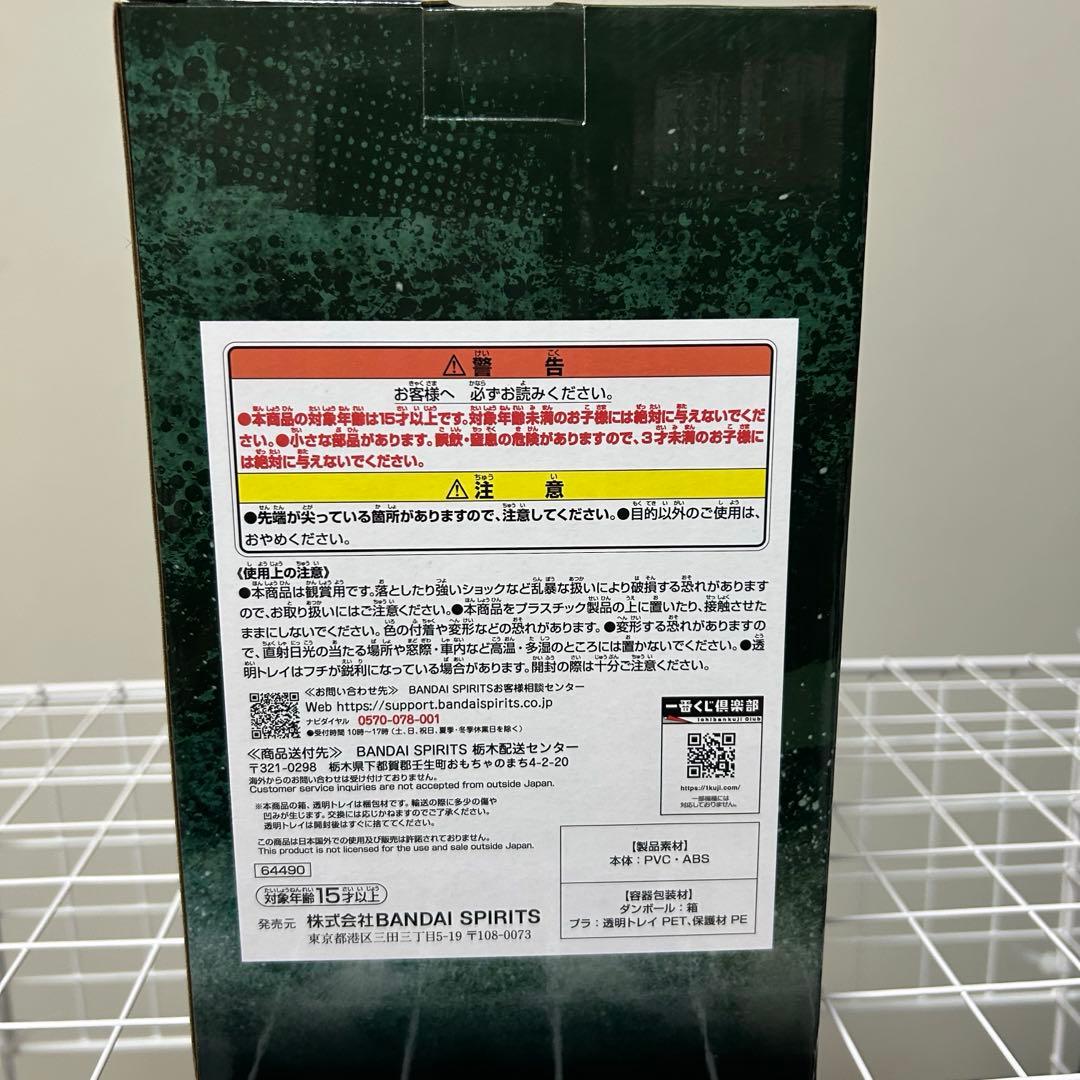 ⚠警告
お客様へ 必ずお読みください。
●本商品の対象年齢は15才以上です。対象年齢未満のお子様には絶対に与えないでくだ
さい。●小さな部品があります。誤飲・窒息の危険がありますので、3才未満のお子様に
は絶対に与えないでください。
⚠注意
●先端が尖っている箇所がありますので、注意してください。●目的以外のご使用は、
おやめください。
《使用上の注意》
●本商品は観賞用です。落としたり強いショックなど乱暴な扱いにより破損する恐れがあります
ので、お取り扱いにはご注意ください。●本商品をプラスチック製品の上に置いたり、接触させた
ままにしないでください。色の付着や変形などの恐れがあります。●変形する恐れがありますの
で、直射日光の当たる場所や窓際・車内など高温・多湿のところには置かないでください。●透
明トレイはフチが鋭利になっている場合があります。開封の際は十分ご注意ください。
≪お問い合わせ先≫ BANDAI SPIRITSお客様相談センター
Web https://support.bandaispirits.co.jp
ナビダイヤル 0570-078-001
●受付時間 10時〜17時(土、日、祝日、夏季・冬季休業日を除く)
≪商品送付先≫ BANDAI SPIRITS 栃木配送センター
〒321-0298 栃木県下都賀郡壬生町おもちゃのまち4-2-20
海外からのお問い合わせは受け付けておりません。
Customer service inquiries are not accepted from outside Japan.
※本商品の箱、透明トレイは梱包材です。輸送の際に多少の傷や
凹みが生じます。交換には応じかねますのでご了承ください。
透明トレイは開封後はすぐに捨ててください。
この商品は日本国外での使用及び販売は許諾されておりません。
This product is not licensed for the use and sale outside Japan.
64490
対象年齢15才以上
発売元 株式会社BANDAI SPIRITS
東京都港区三田三丁目5-19 〒108-0073
一番くじ倶楽部
Ichibankuji Club
https://1kuji.com/
一部機種には
対応しておりません。
【製品素材】
本体:PVC・ABS
【容器包装材】
ダンボール:箱
プラ:透明トレイ PET、保護材 PE